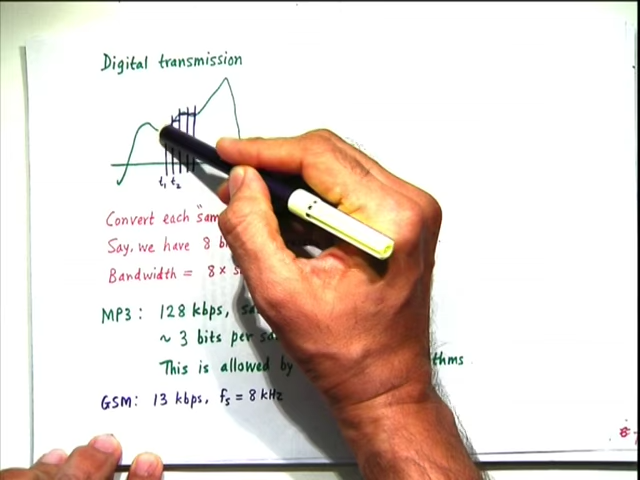 Digital transmission
t₁ t₂
Convert each "sam
Say, we have 8 b
Bandwidth = 8 ×
MP3: 128 kbps,
~ 3 bits per sa
This is allowed by thms
GSM: 13 kbps, fₛ = 8 kHz